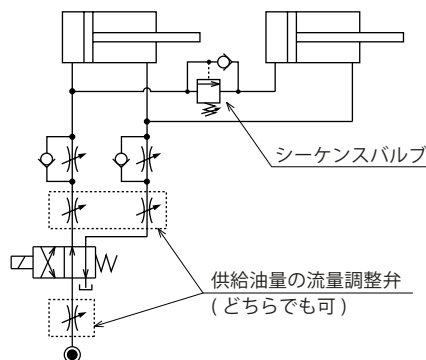 シーケンスバルブ
供給油量の流量調整弁
(どちらでも可)